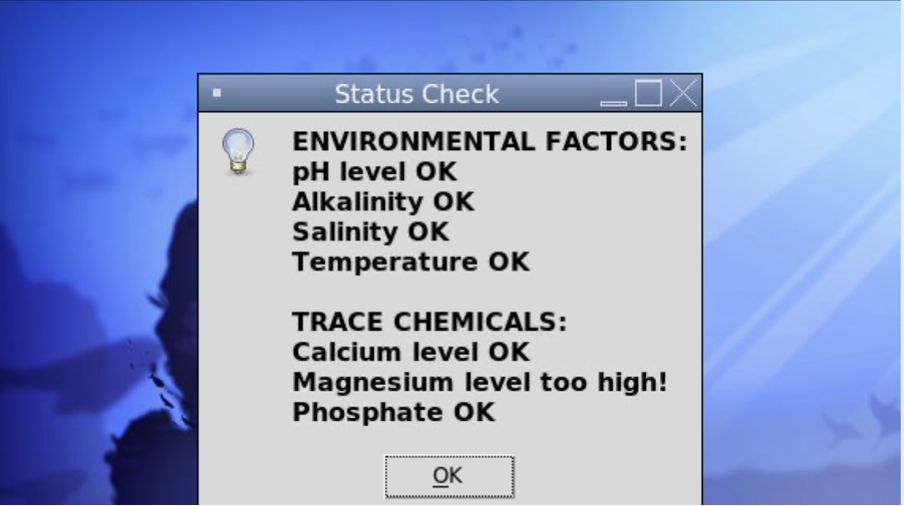 Status Check
ENVIRONMENTAL FACTORS:
pH level OK
Alkalinity OK
Salinity OK
Temperature OK
TRACE CHEMICALS:
Calcium level OK
Magnesium level too high!
Phosphate OK
OK